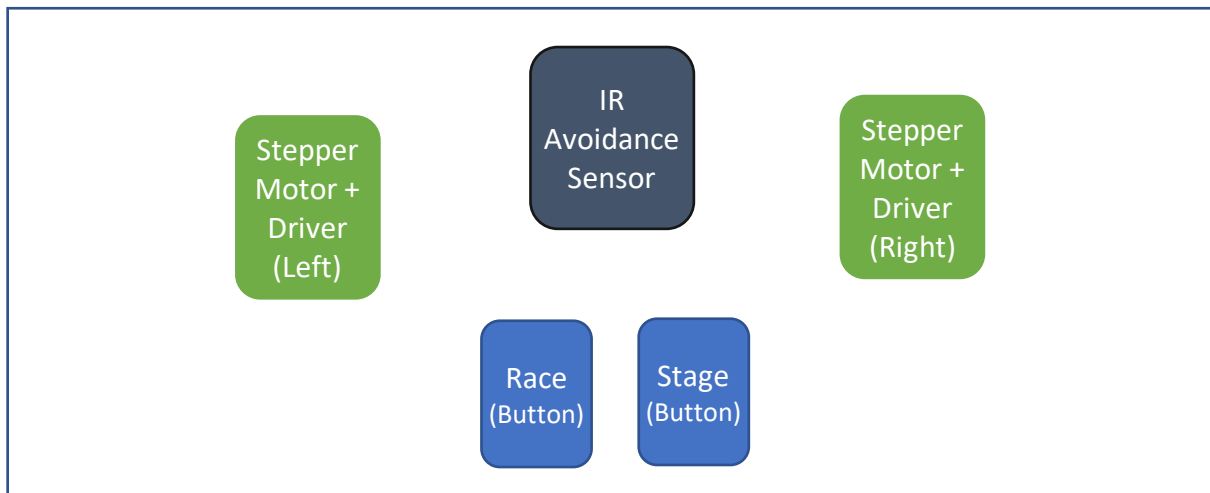 IR
Avoidance
Sensor
Stepper
Motor +
Driver
(Left)
Stepper
Motor +
Driver
(Right)
Race
(Button)
Stage
(Button)